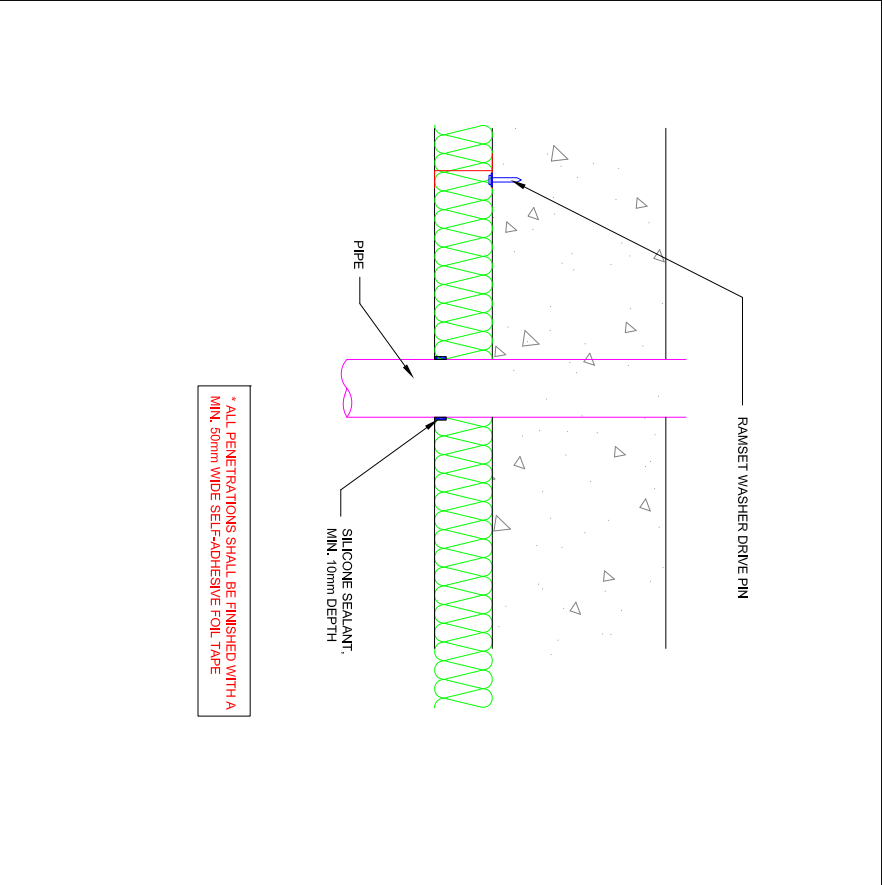 RAMSET WASHER DRIVE PIN
PIPE
SILICONE SEALANT,
MIN. 10mm DEPTH
* ALL PENETRATIONS SHALL BE FINISHED WITH A
MIN. 50mm WIDE SELF-ADHESIVE FOIL TAPE